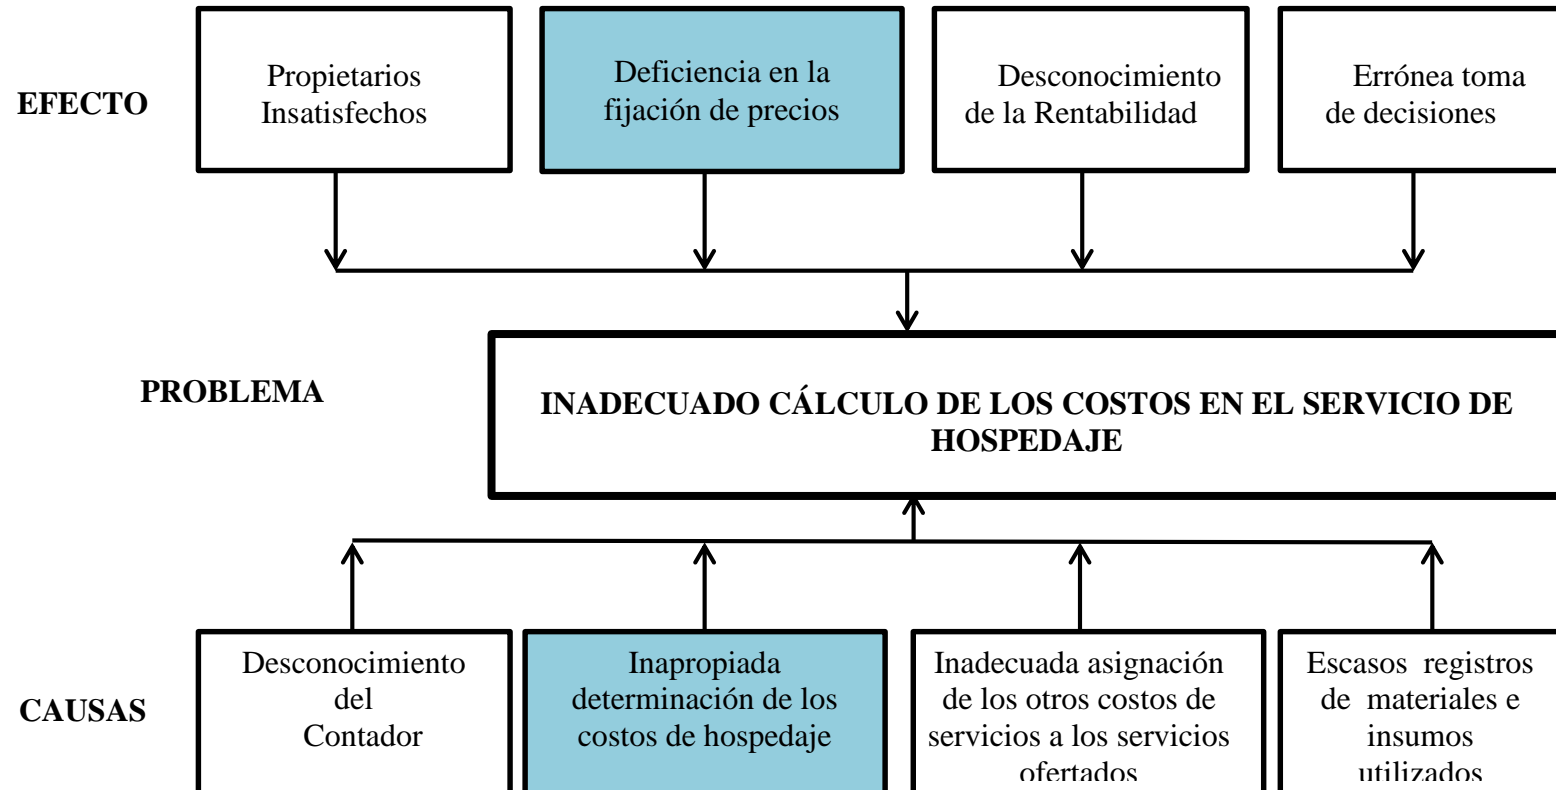 EFECTO
Propietarios
Insatisfechos
Deficiencia en la
fijación de precios
Desconocimiento
de la Rentabilidad
Errónea toma
de decisiones
PROBLEMA
INADECUADO CÁLCULO DE LOS COSTOS EN EL SERVICIO DE
HOSPEDAJE
CAUSAS
Desconocimiento
del
Contador
Inapropiada
determinación de los
costos de hospedaje
Inadecuada asignación
de los otros costos de
servicios a los servicios
ofertados
Escasos registros
de materiales e
insumos
utilizados